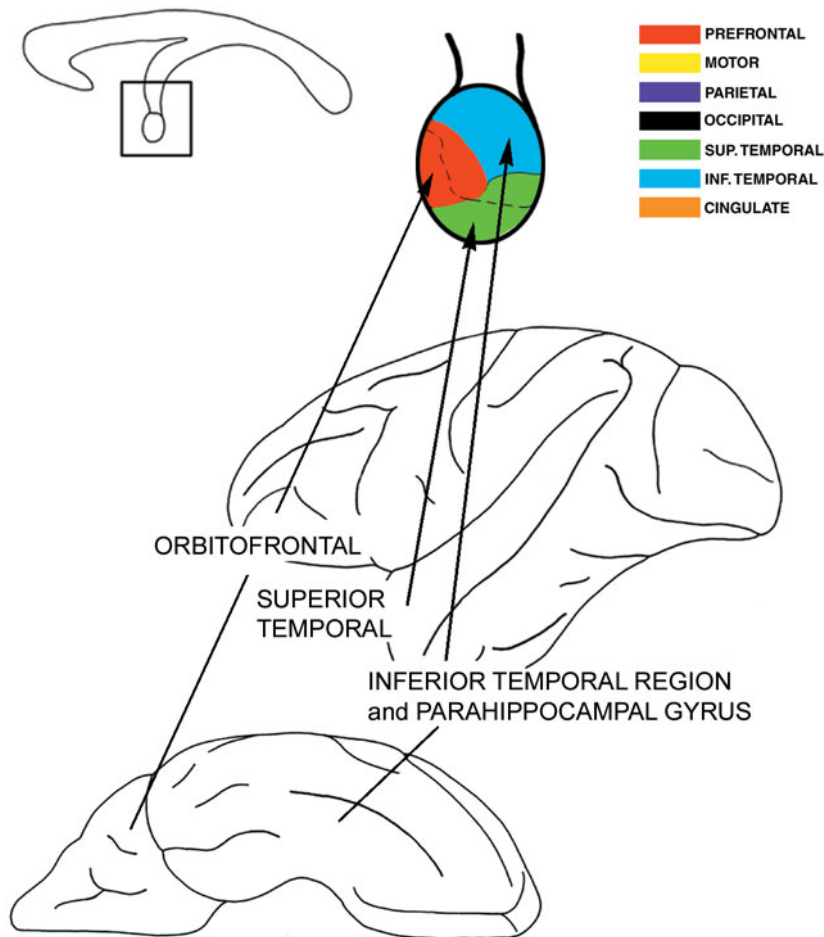 PREFRONTAL
MOTOR
PARIETAL
OCCIPITAL
SUP. TEMPORAL
INF. TEMPORAL
CINGULATE
ORBITOFRONTAL
SUPERIOR
TEMPORAL
INFERIOR TEMPORAL REGION
and PARAHIPPOCAMPAL GYRUS